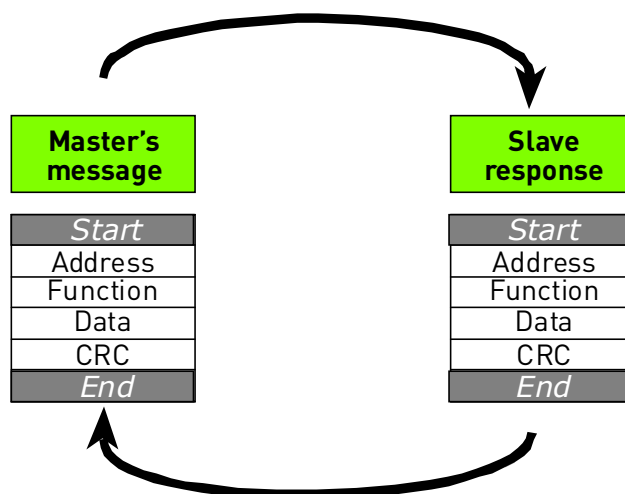 Master's
message
Slave
response
Start
Address
Function
Data
CRC
End
Start
Address
Function
Data
CRC
End